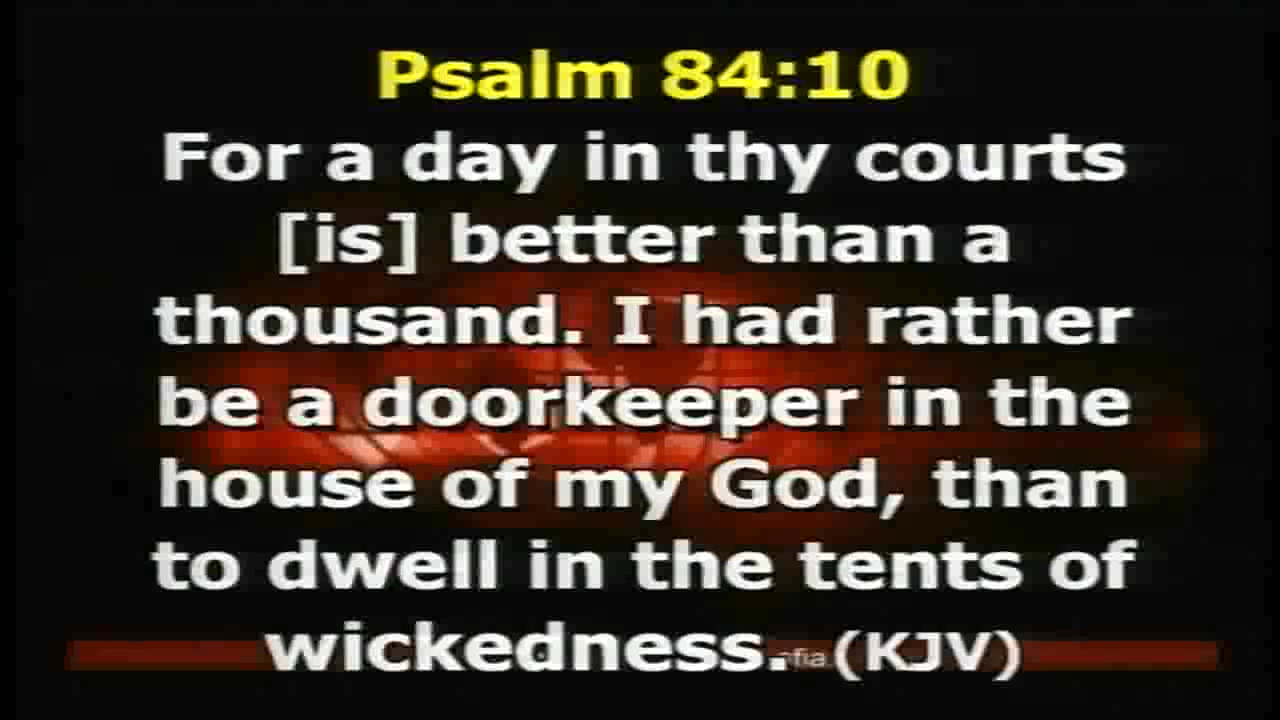 Psalm 84:10
For a day in thy courts
[is] better than a
thousand. I had rather
be a doorkeeper in the
house of my God, than
to dwell in the tents of
wickedness. (KJV)